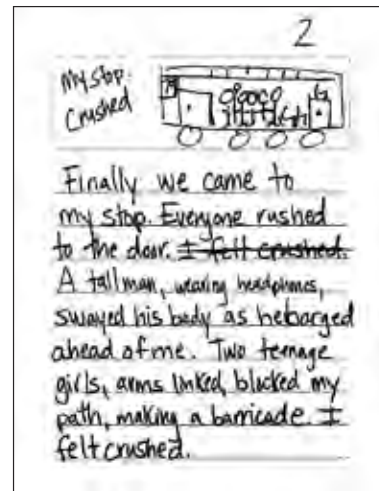 2
My stop.
Crushed
Finally we came to
my stop. Everyone rushed
to the door. I felt crushed.
A tall man, wearing headphones,
swayed his body as he barged
ahead of me. Two teenage
girls, arms linked, blocked my
path, making a barricade. I
felt crushed.